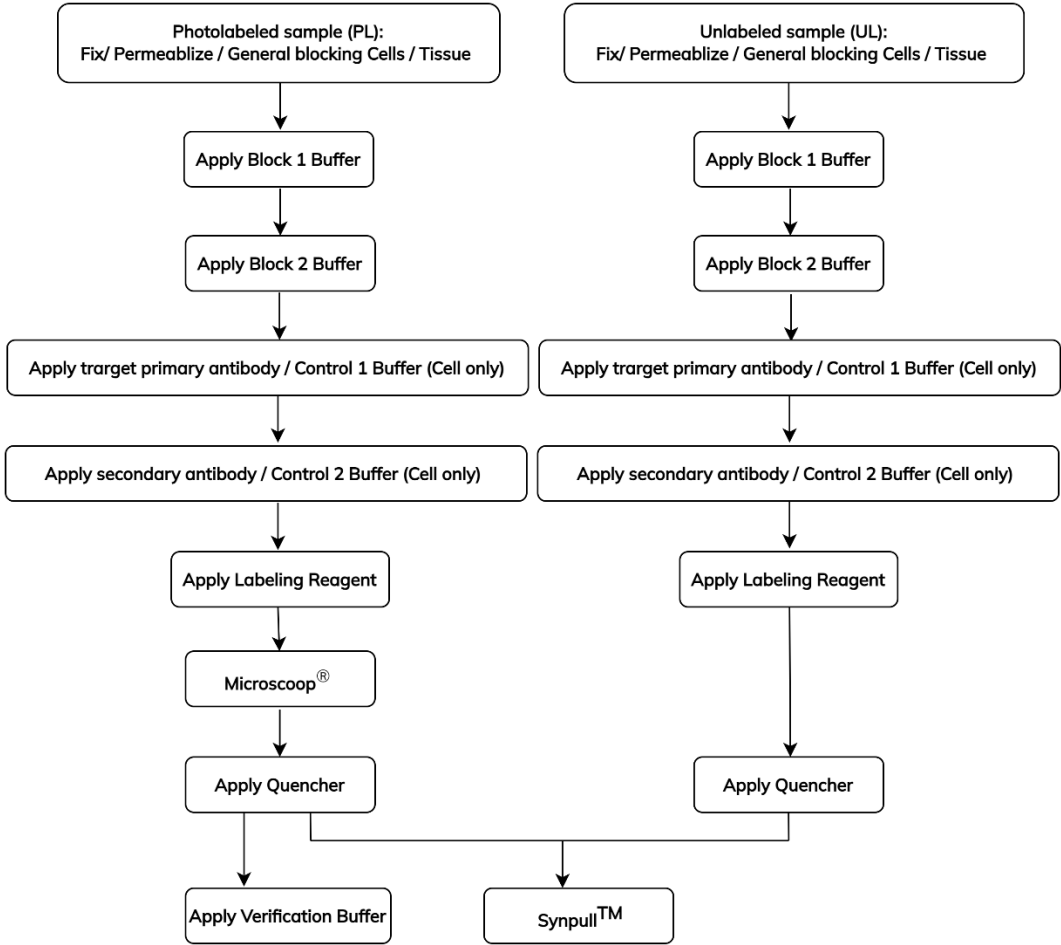 Photolabeled sample (PL):
Fix/ Permeablize / General blocking Cells / Tissue
Apply Block 1 Buffer
Apply Block 2 Buffer
Apply trarget primary antibody / Control 1 Buffer (Cell only)
Apply secondary antibody / Control 2 Buffer (Cell only)
Apply Labeling Reagent
Microscoop®
Apply Quencher
Apply Verification Buffer
Unlabeled sample (UL):
Fix/ Permeablize / General blocking Cells / Tissue
Apply Block 1 Buffer
Apply Block 2 Buffer
Apply trarget primary antibody / Control 1 Buffer (Cell only)
Apply secondary antibody / Control 2 Buffer (Cell only)
Apply Labeling Reagent
Apply Quencher
Synpull™